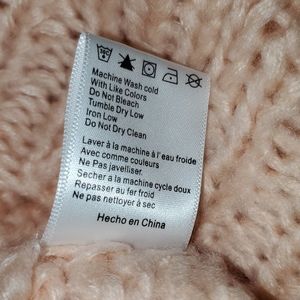 Machine Wash cold
With Like Colors
Do Not Bleach
Tumble Dry Low
Iron Low
Do Not Dry Clean
Laver à la machine à l' eau froide
Avec comme couleurs
Ne Pas javelliser.
Secher a la machine cycle doux
Repasser au fer froid
Ne pas nettoyer à sec
Hecho en China